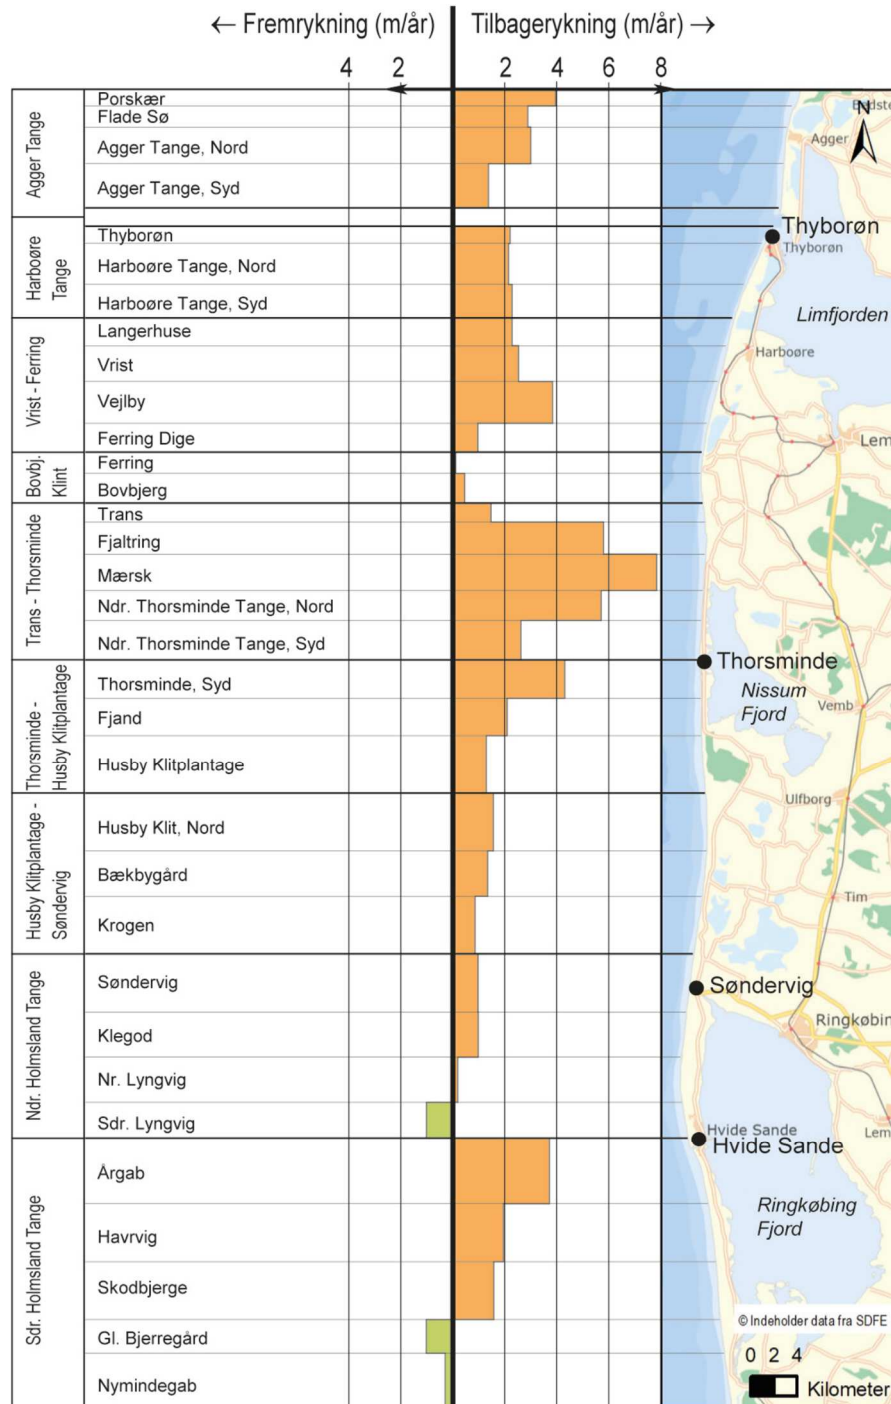 ← Fremrykning (m/år) Tilbagerykning (m/år) →
4 2 2 4 6 8
Agger Tange
Porskær
Flade Sø
Agger Tange, Nord
Agger Tange, Syd
Harboøre
Tange
Thyborøn
Harboøre Tange, Nord
Harboøre Tange, Syd
Vrist - Ferring
Langerhuse
Vrist
Vejlby
Ferring Dige
Bovbj.
Klint
Ferring
Bovbjerg
Trans - Thorsminde
Trans
Fjaltring
Mærsk
Ndr. Thorsminde Tange, Nord
Ndr. Thorsminde Tange, Syd
Thorsminde -
Husby Klitplantage
Thorsminde, Syd
Fjand
Husby Klitplantage
Husby Klitplantage -
Søndervig
Husby Klit, Nord
Bækbygård
Krogen
Ndr. Holmsland Tange
Søndervig
Klegod
Nr. Lyngvig
Sdr. Lyngvig
Sdr. Holmsland Tange
Årgab
Havrvig
Skodbjerge
Gl. Bjerregård
Nymindegab
N
Bedste
Agger
Thyborøn
Thyborøn
Limfjorden
Harboøre
Lem
Thorsminde
Nissum
Fjord
Vemb
Ulfborg
Tim
Søndervig
Ringkøbin
Hvide Sande
Hvide Sande
Lem
Ringkøbing
Fjord
© Indeholder data fra SDFE
0 2 4
Kilometer